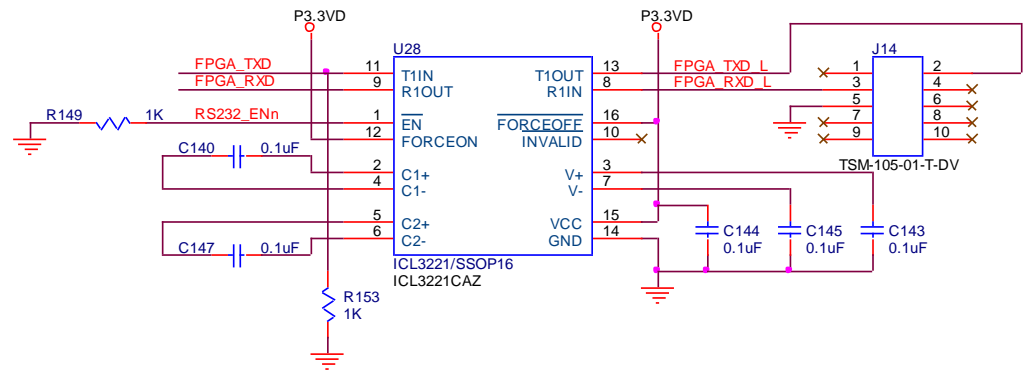 P3.3VD
P3.3VD
U28
J14
FPGA_TXD 11 T1IN T1OUT 13 FPGA_TXD_L 1 2
FPGA_RXD 9 R1OUT R1IN 8 FPGA_RXD_L 3 4
5 6
R149 1K RS232_ENn 1 EN FORCEOFF 16 7 8
12 FORCEON INVALID 10 9 10
TSM-105-01-T-DV
C140 0.1uF 2 C1+ V+ 3
4 C1- V- 7
5 C2+ VCC 15
C147 0.1uF 6 C2- GND 14
C144 C145 C143
0.1uF 0.1uF 0.1uF
ICL3221/SSOP16
ICL3221CAZ
R153
1K